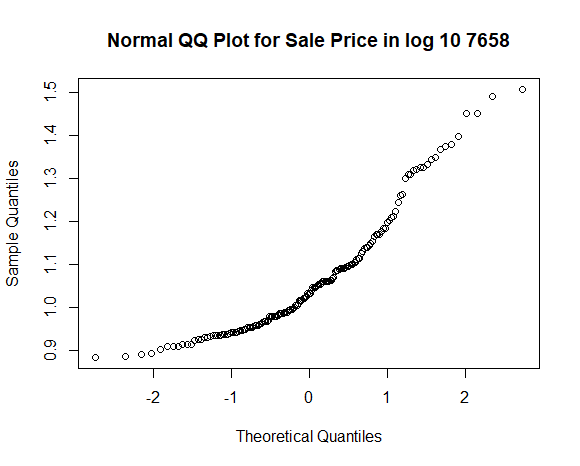 Normal QQ Plot for Sale Price in log 10 7658
Sample Quantiles
1.5
1.4
1.3
1.2
1.1
1.0
0.9
-2 -1 0 1 2
Theoretical Quantiles